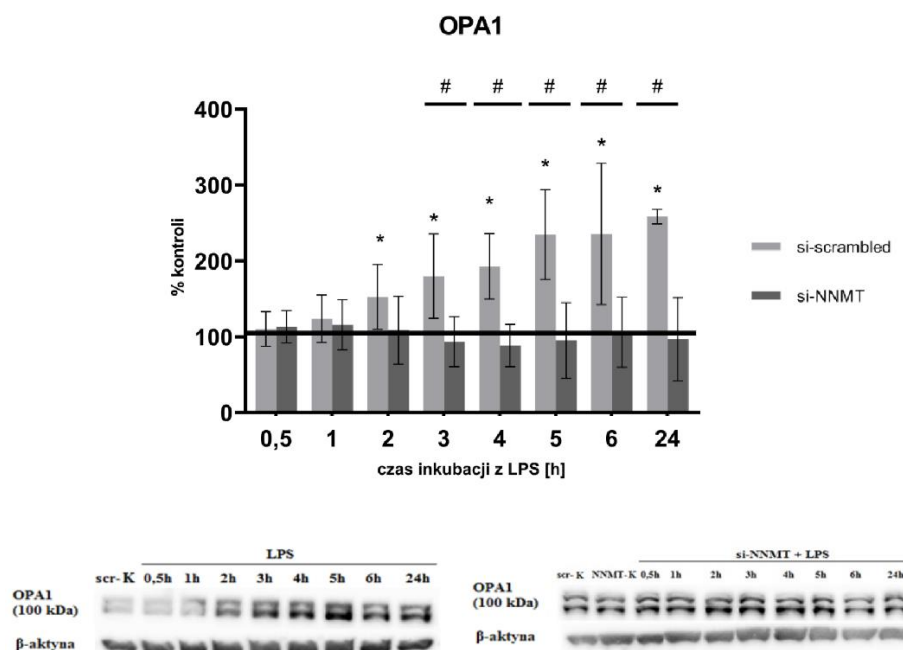 OPA1
# # # # #
400
300
200
100
0
% kontroli
* * * * * *
si-scrambled
si-NNMT
0,5 1 2 3 4 5 6 24
czas inkubacji z LPS [h]
LPS
scr- K 0,5h 1h 2h 3h 4h 5h 6h 24h
OPA1
(100 kDa)
β-aktyna
si-NNMT + LPS
scr- K NNMT- K 0,5h 1h 2h 3h 4h 5h 6h 24h
OPA1
(100 kDa)
β-aktyna